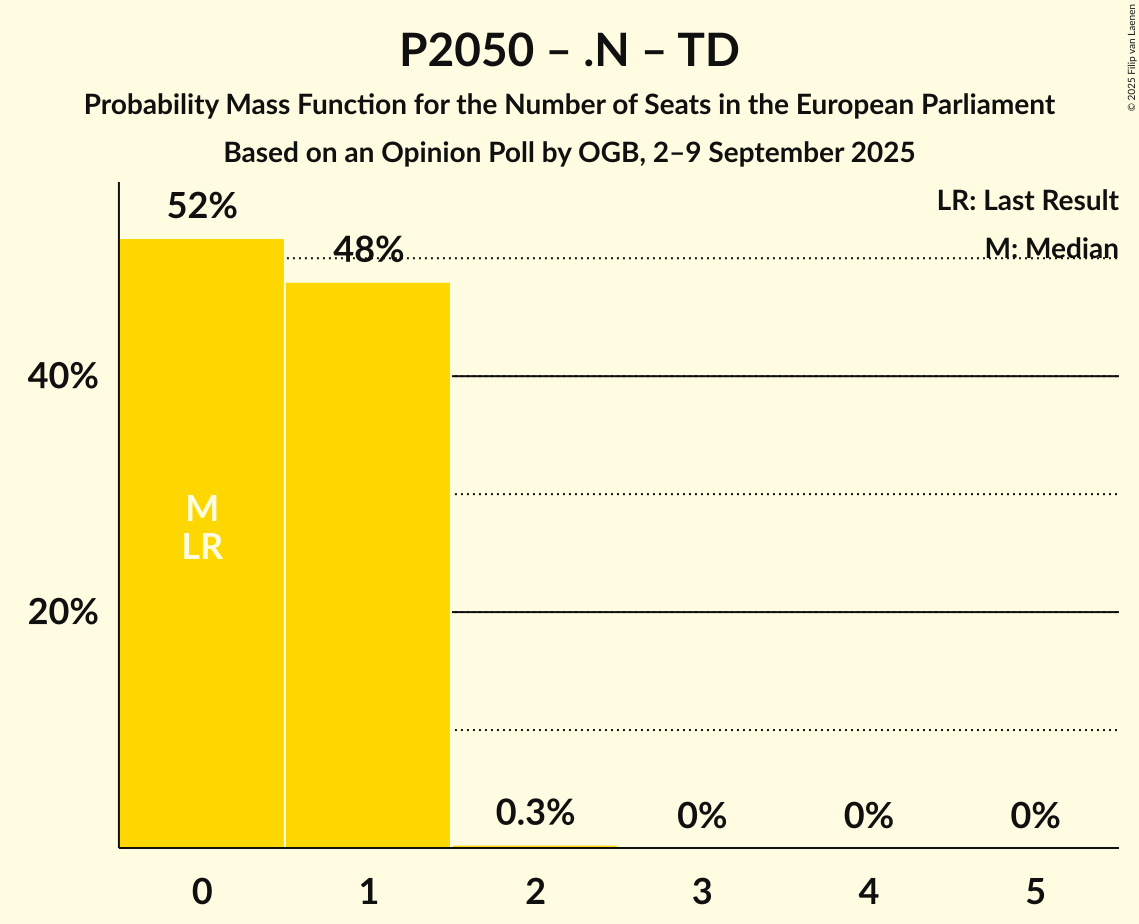 P2050 – .N – TD
Probability Mass Function for the Number of Seats in the European Parliament
Based on an Opinion Poll by OGB, 2–9 September 2025
© 2025 Filip van Laenen
LR: Last Result
M: Median
52%
48%
40%
20%
M
LR
0.3%
0%
0%
0%
0
1
2
3
4
5